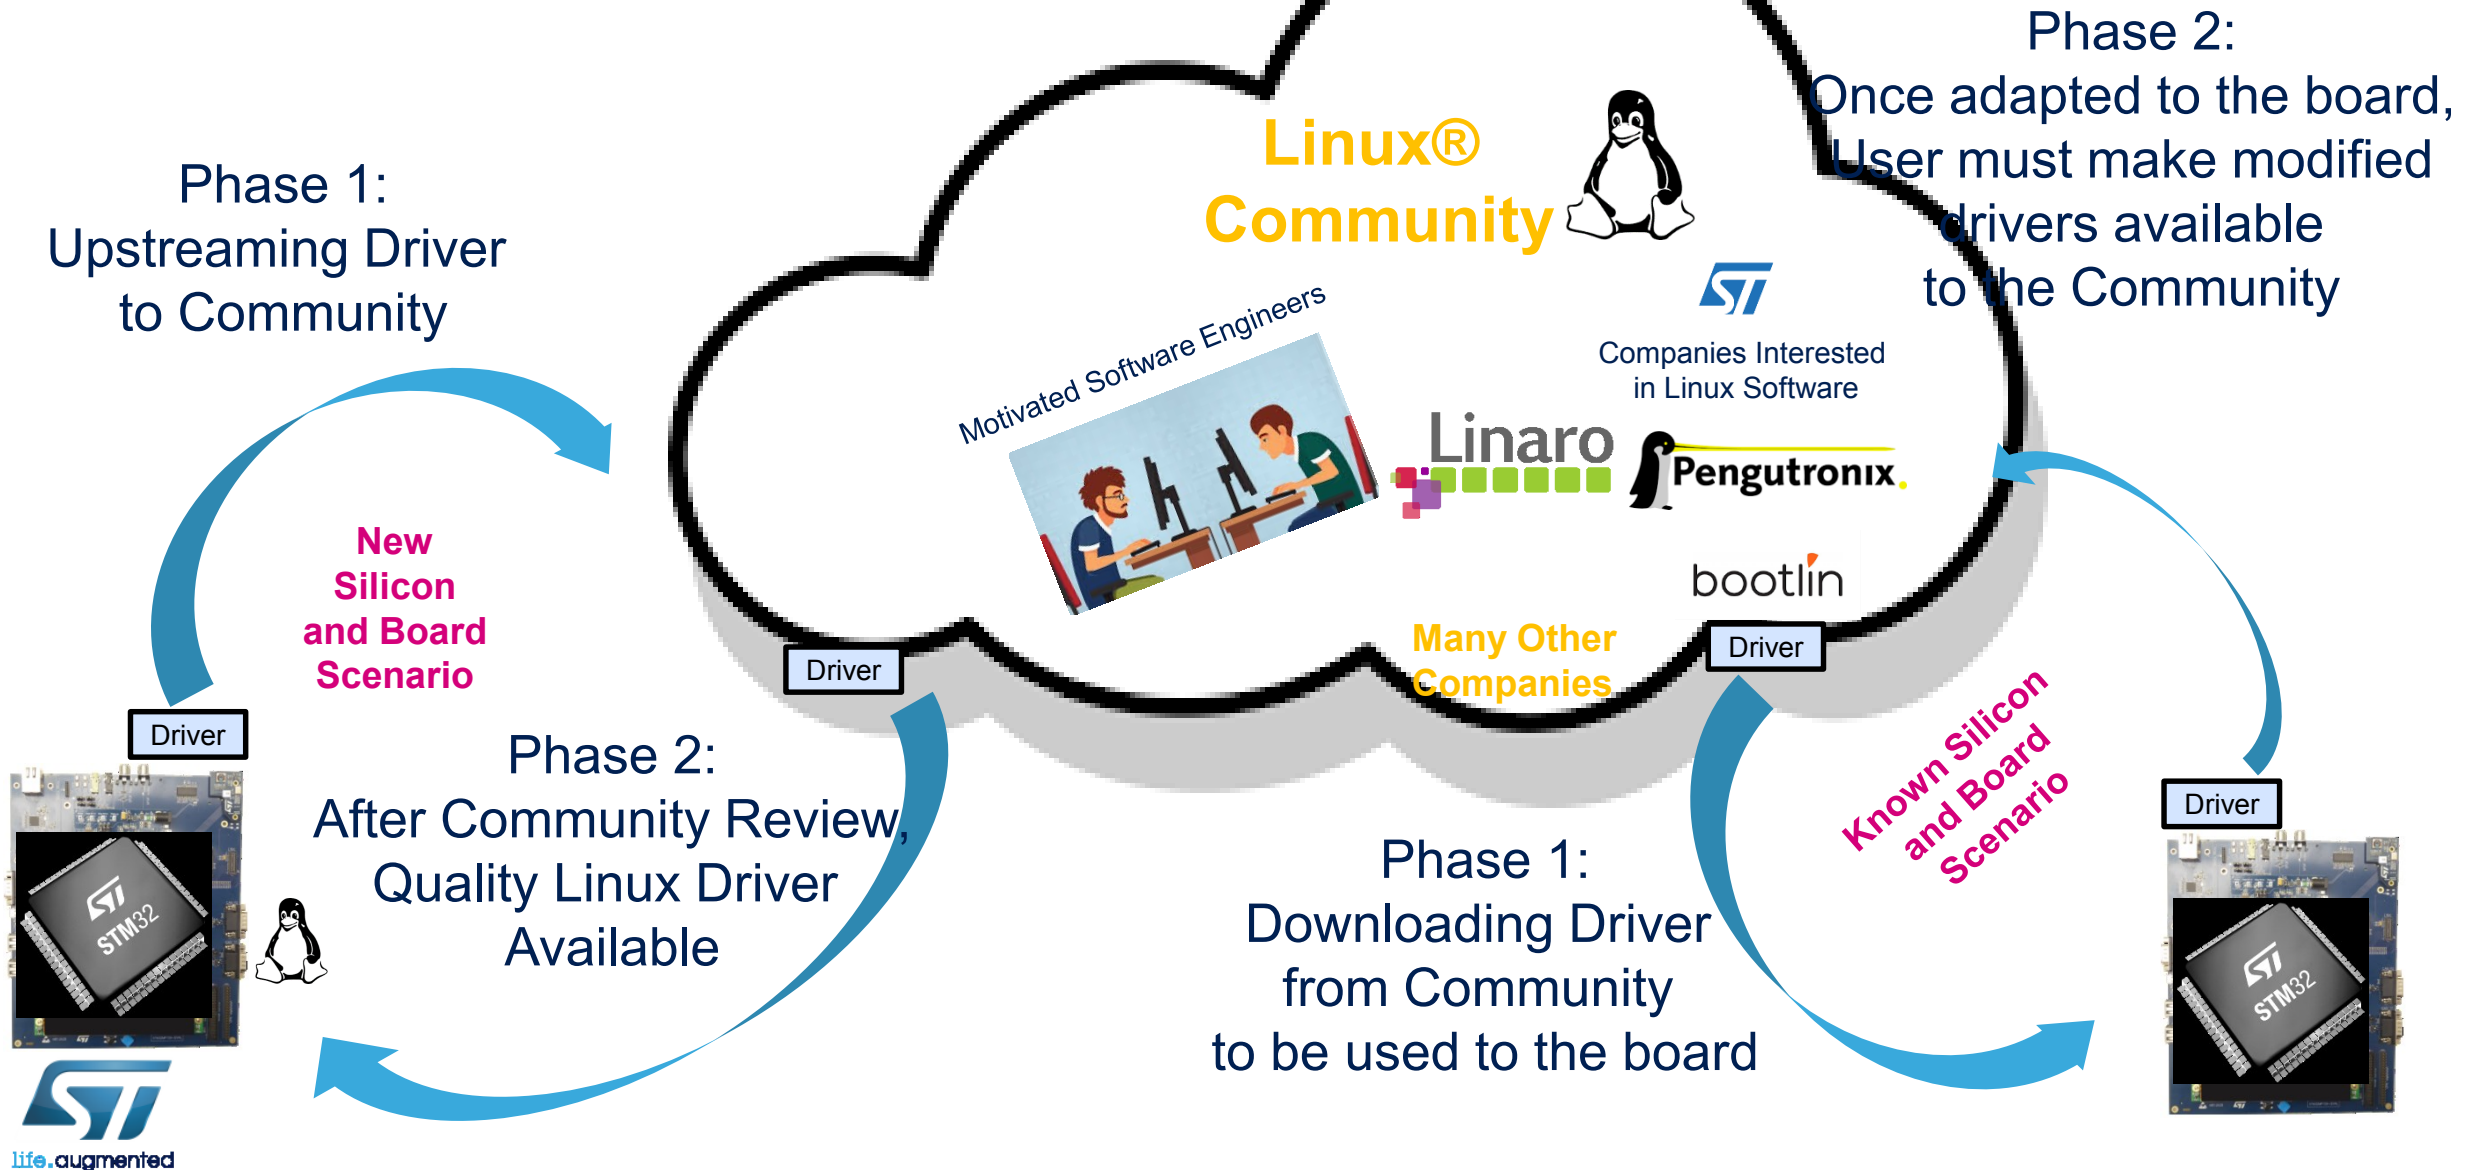 Phase 1:
Upstreaming Driver
to Community
New
Silicon
and Board
Scenario
Driver
Phase 2:
After Community Review,
Quality Linux Driver
Available
STM32
life.augmented
Linux®
Community
Motivated Software Engineers
Companies Interested
in Linux Software
Linaro
Pengutronix.
bootlin
Many Other
Companies
Driver
Driver
Phase 1:
Downloading Driver
from Community
to be used to the board
Known Silicon
and Board
Scenario
Phase 2:
Once adapted to the board,
User must make modified
drivers available
to the Community
Driver
STM32